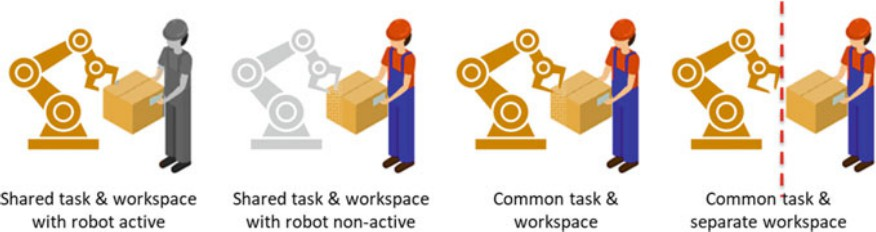 Shared task & workspace
with robot active
Shared task & workspace
with robot non-active
Common task &
workspace
Common task &
separate workspace